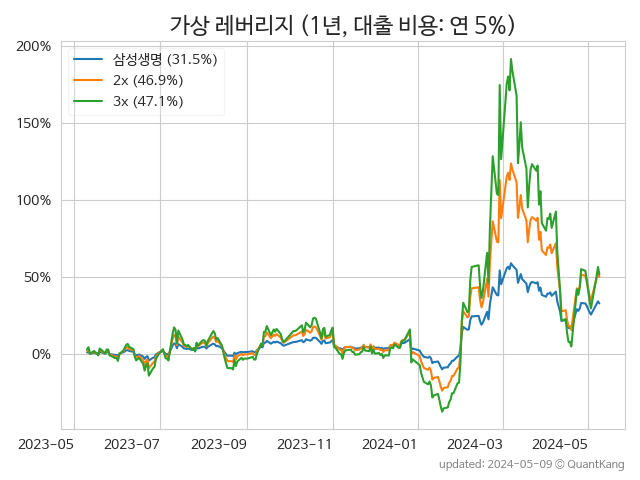 가상 레버리지 (1년, 대출 비용: 연 5%)
200%
150%
100%
50%
0%
삼성생명 (31.5%)
2x (46.9%)
3x (47.1%)
2023-05 2023-07 2023-09 2023-11 2024-01 2024-03 2024-05
updated: 2024-05-09 © QuantKang